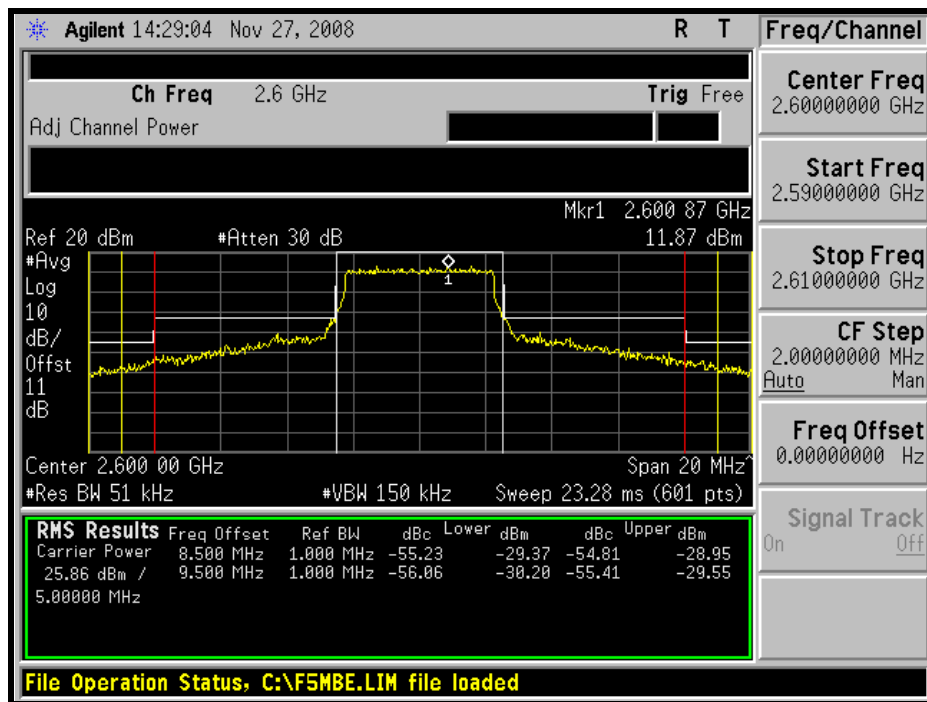 Agilent 14:29:04 Nov 27, 2008 R T
Ch Freq 2.6 GHz Trig Free
Adj Channel Power
Mkr1 2.600 87 GHz
Ref 20 dBm #Atten 30 dB 11.87 dBm
#Avg
Log
10
dB/
Offst
11
dB
1
Center 2.600 00 GHz Span 20 MHz^
#Res BW 51 kHz #VBW 150 kHz Sweep 23.28 ms (601 pts)
RMS Results Freq Offset Ref BW dBc Lower dBm dBc Upper dBm
Carrier Power 8.500 MHz 1.000 MHz -55.23 -29.37 -54.81 -28.95
25.86 dBm / 9.500 MHz 1.000 MHz -56.06 -30.20 -55.41 -29.55
5.00000 MHz
File Operation Status, C:\F5MBE.LIM file loaded
Freq/Channel
Center Freq
2.60000000 GHz
Start Freq
2.59000000 GHz
Stop Freq
2.61000000 GHz
CF Step
2.00000000 MHz
Auto Man
Freq Offset
0.00000000 Hz
Signal Track
On Off